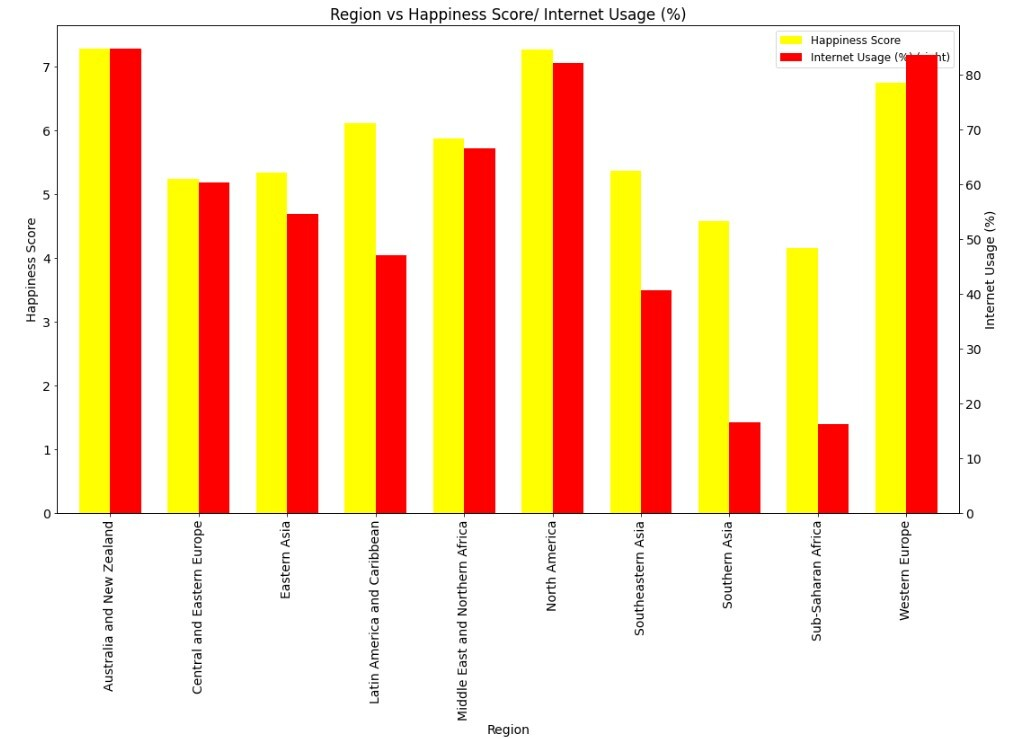 Region vs Happiness Score/ Internet Usage (%)
Happiness Score
Internet Usage (%) (right)
7
6
5
4
3
2
1
0
Happiness Score
80
70
60
50
40
30
20
10
0
Internet Usage (%)
Australia and New Zealand
Central and Eastern Europe
Eastern Asia
Latin America and Caribbean
Middle East and Northern Africa
North America
Southeastern Asia
Southern Asia
Sub-Saharan Africa
Western Europe
Region